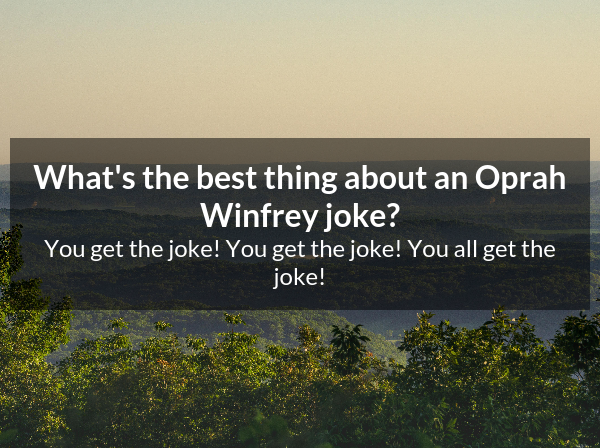 What's the best thing about an Oprah
Winfrey joke?
You get the joke! You get the joke! You all get the
joke!